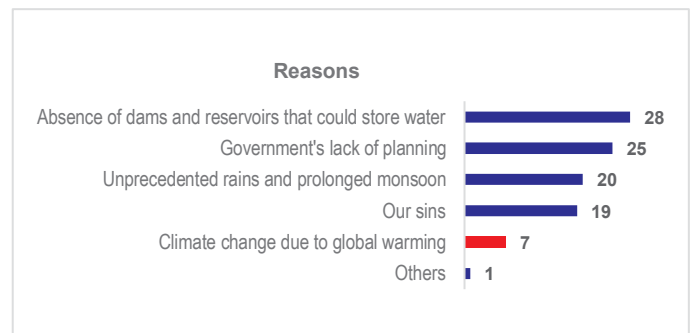 Reasons
Absence of dams and reservoirs that could store water 28
Government's lack of planning 25
Unprecedented rains and prolonged monsoon 20
Our sins 19
Climate change due to global warming 7
Others 1